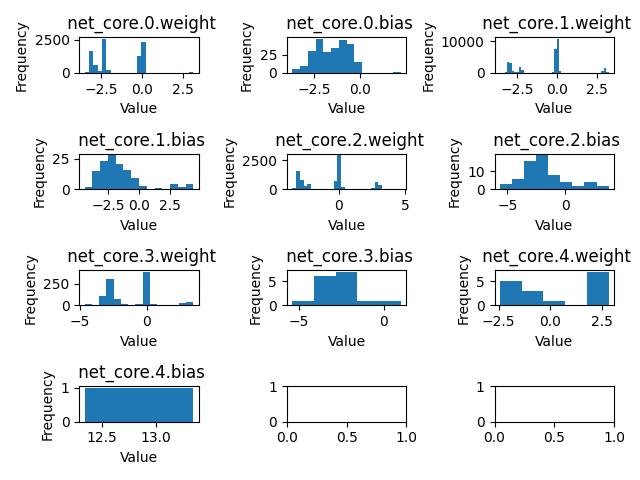 net_core.0.weight
net_core.0.bias
net_core.1.weight
Frequency
2500
0
−2.5
0.0
2.5
Value
Frequency
25
0
−2.5
0.0
Value
Frequency
10000
0
−2.5
0.0
2.5
Value
net_core.1.bias
net_core.2.weight
net_core.2.bias
Frequency
25
0
−2.5
0.0
2.5
Value
Frequency
2500
0
0
5
Value
Frequency
10
0
−5
0
Value
net_core.3.weight
net_core.3.bias
net_core.4.weight
Frequency
250
0
−5
0
Value
Frequency
5
0
−5
0
Value
Frequency
5
0
−2.5
0.0
2.5
Value
net_core.4.bias
Frequency
1
0
12.5
13.0
Value
1
0
0.0
0.5
1.0
1
0
0.0
0.5
1.0